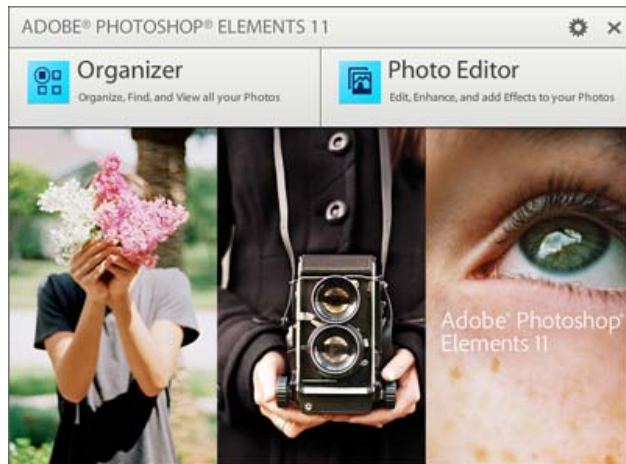 ADOBE® PHOTOSHOP® ELEMENTS 11
Organizer
Organize, Find, and View all your Photos
Photo Editor
Edit, Enhance, and add Effects to your Photos
Adobe® Photoshop®
Elements 11